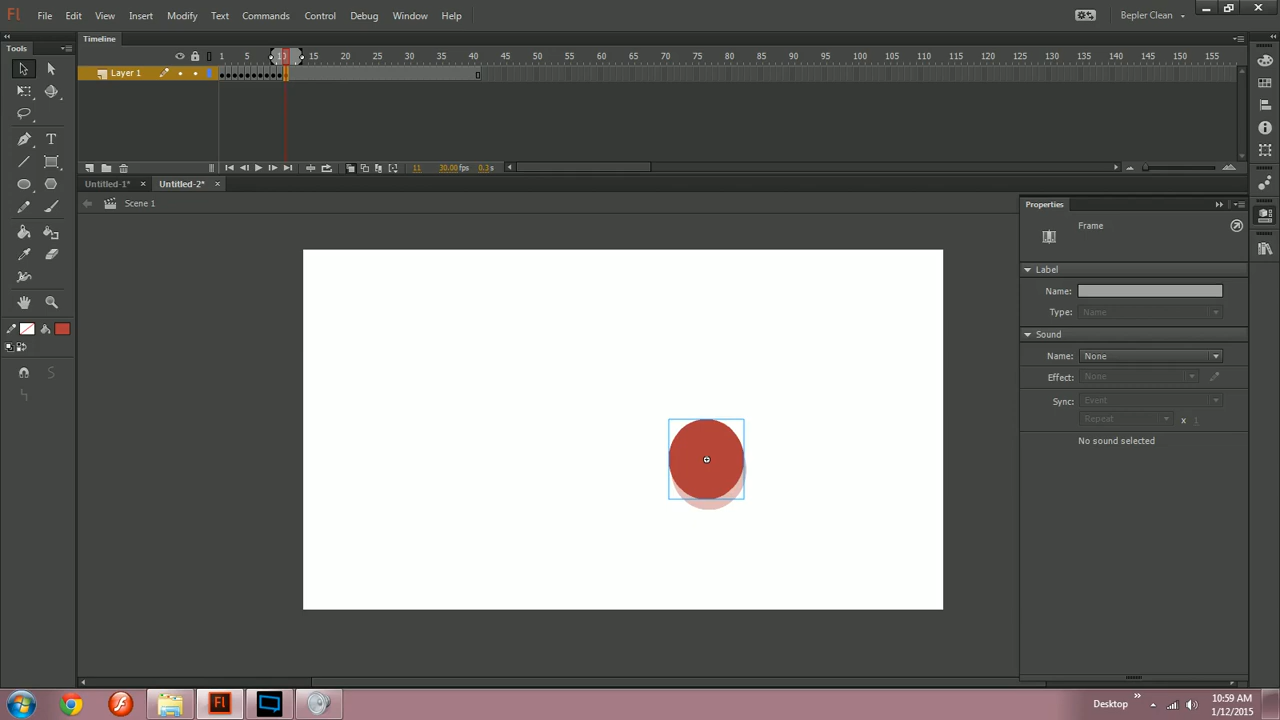 Fl File Edit View Insert Modify Text Commands Control Debug Window Help Bepler Clean
Tools Timeline
1 5 10 15 20 25 30 35 40 45 50 55 60 65 70 75 80 85 90 95 100 105 110 115 120 125 130 135 140 145 150 155
Layer 1
11 30.00 fps 0.3 s
Untitled-1* Untitled-2*
Scene 1
Properties
Frame
Label
Name:
Type: Name
Sound
Name: None
Effect: None
Sync: Event
Repeat x 1
No sound selected
Fl Desktop 10:59 AM
1/12/2015